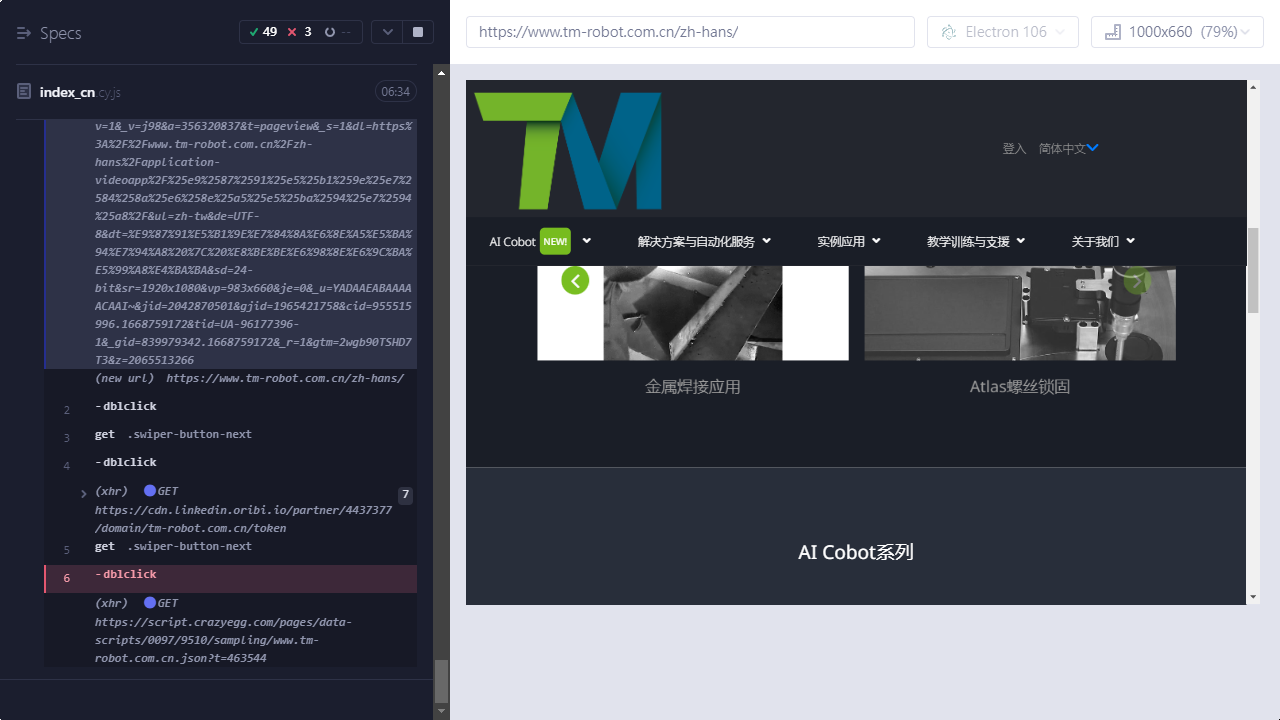 Specs
49
3
--
https://www.tm-robot.com.cn/zh-hans/
Electron 106
1000x660 (79%)
index_cn.cy.js
06:34
v=1&_v=j98&a=356320837&t=pageview&_s=1&dl=https%
3A%2F%2Fwww.tm-robot.com.cn%2Fzh-
hans%2Fapplication-
videoapp%2F%25e9%2587%2591%25e5%25b1%259e%25e7%2
584%258a%25e6%258e%25a5%25e5%25ba%2594%25e7%2594
%25a8%2F&ul=zh-tw&de=UTF-
8&dt=%E9%87%91%E5%B1%9E%E7%84%8A%E6%8E%A5%E5%BA%
94%E7%94%A8%20%7C%20%E8%BE%BE%E6%98%8E%E6%9C%BA%
E5%99%A8%E4%BA%BA&sd=24-
bit&sr=1920x1080&vp=983x660&je=0&_u=YADAAEABAAAA
ACAAI~&jid=2042870501&gjid=1965421758&cid=955515
996.1668759172&tid=UA-96177396-
1&_gid=839979342.1668759172&_r=1&gtm=2wgb90TSHD7
T3&z=2065513266
(new url) https://www.tm-robot.com.cn/zh-hans/
2 -dblclick
3 get .swiper-button-next
4 -dblclick
(xhr) GET 7
https://cdn.linkedin.oribi.io/partner/4437377
/domain/tm-robot.com.cn/token
5 get .swiper-button-next
6 -dblclick
(xhr) GET
https://script.crazyegg.com/pages/data-
scripts/0097/9510/sampling/www.tm-
robot.com.cn.json?t=463544
TM
登入 简体中文
AI Cobot NEW! 解决方案与自动化服务 实例应用 教学训练与支援 关于我们
金属焊接应用 Atlas螺丝锁固
AI Cobot系列